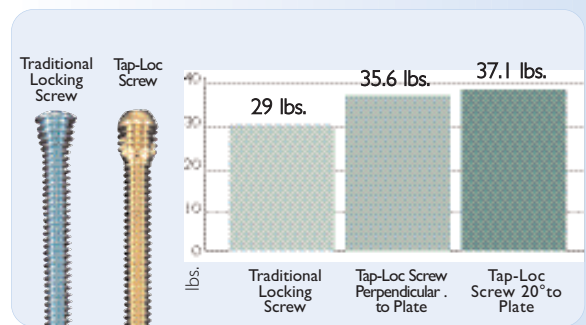 Traditional
Locking
Screw
Tap-Loc
Screw
40
30
20
10
0
lbs.
29 lbs.
35.6 lbs.
37.1 lbs.
Traditional
Locking
Screw
Tap-Loc Screw
Perpendicular .
to Plate
Tap-Loc
Screw 20°to
Plate